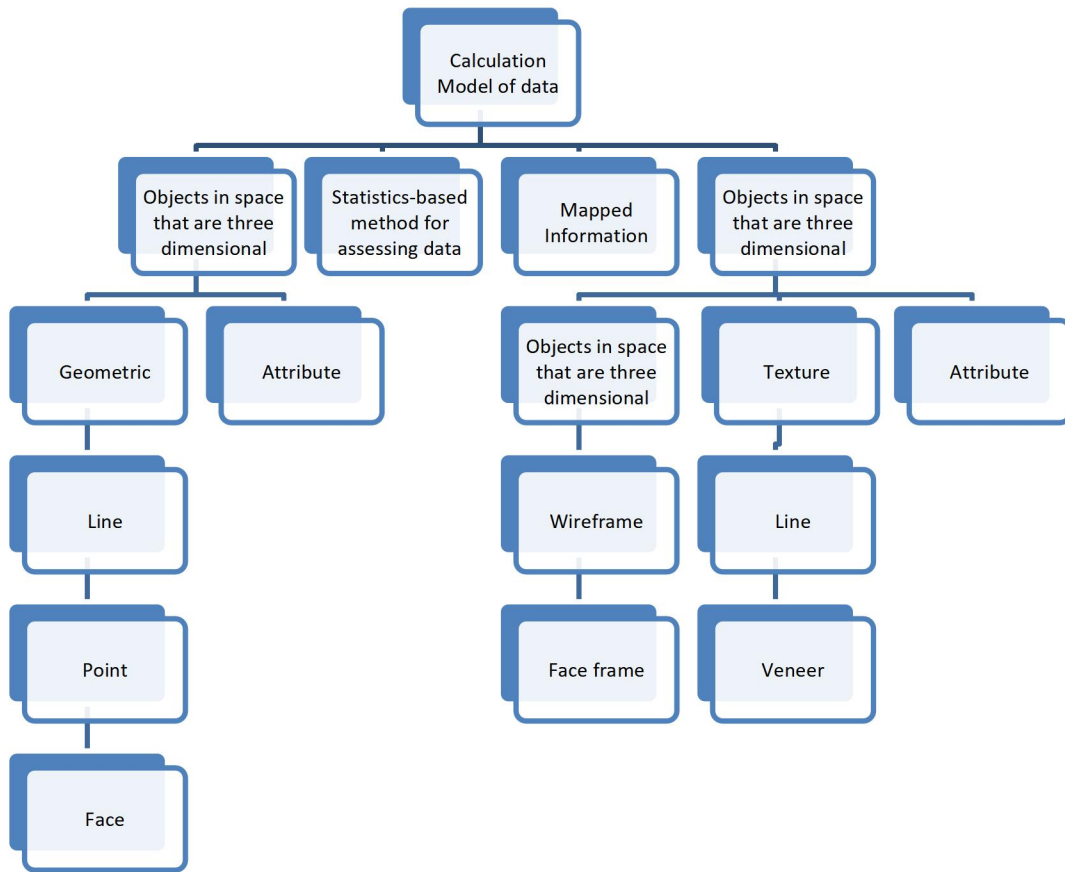 Calculation
Model of data
Objects in space
that are three
dimensional
Statistics-based
method for
assessing data
Mapped
Information
Objects in space
that are three
dimensional
Geometric
Attribute
Objects in space
that are three
dimensional
Texture
Attribute
Line
Wireframe
Line
Point
Face frame
Veneer
Face